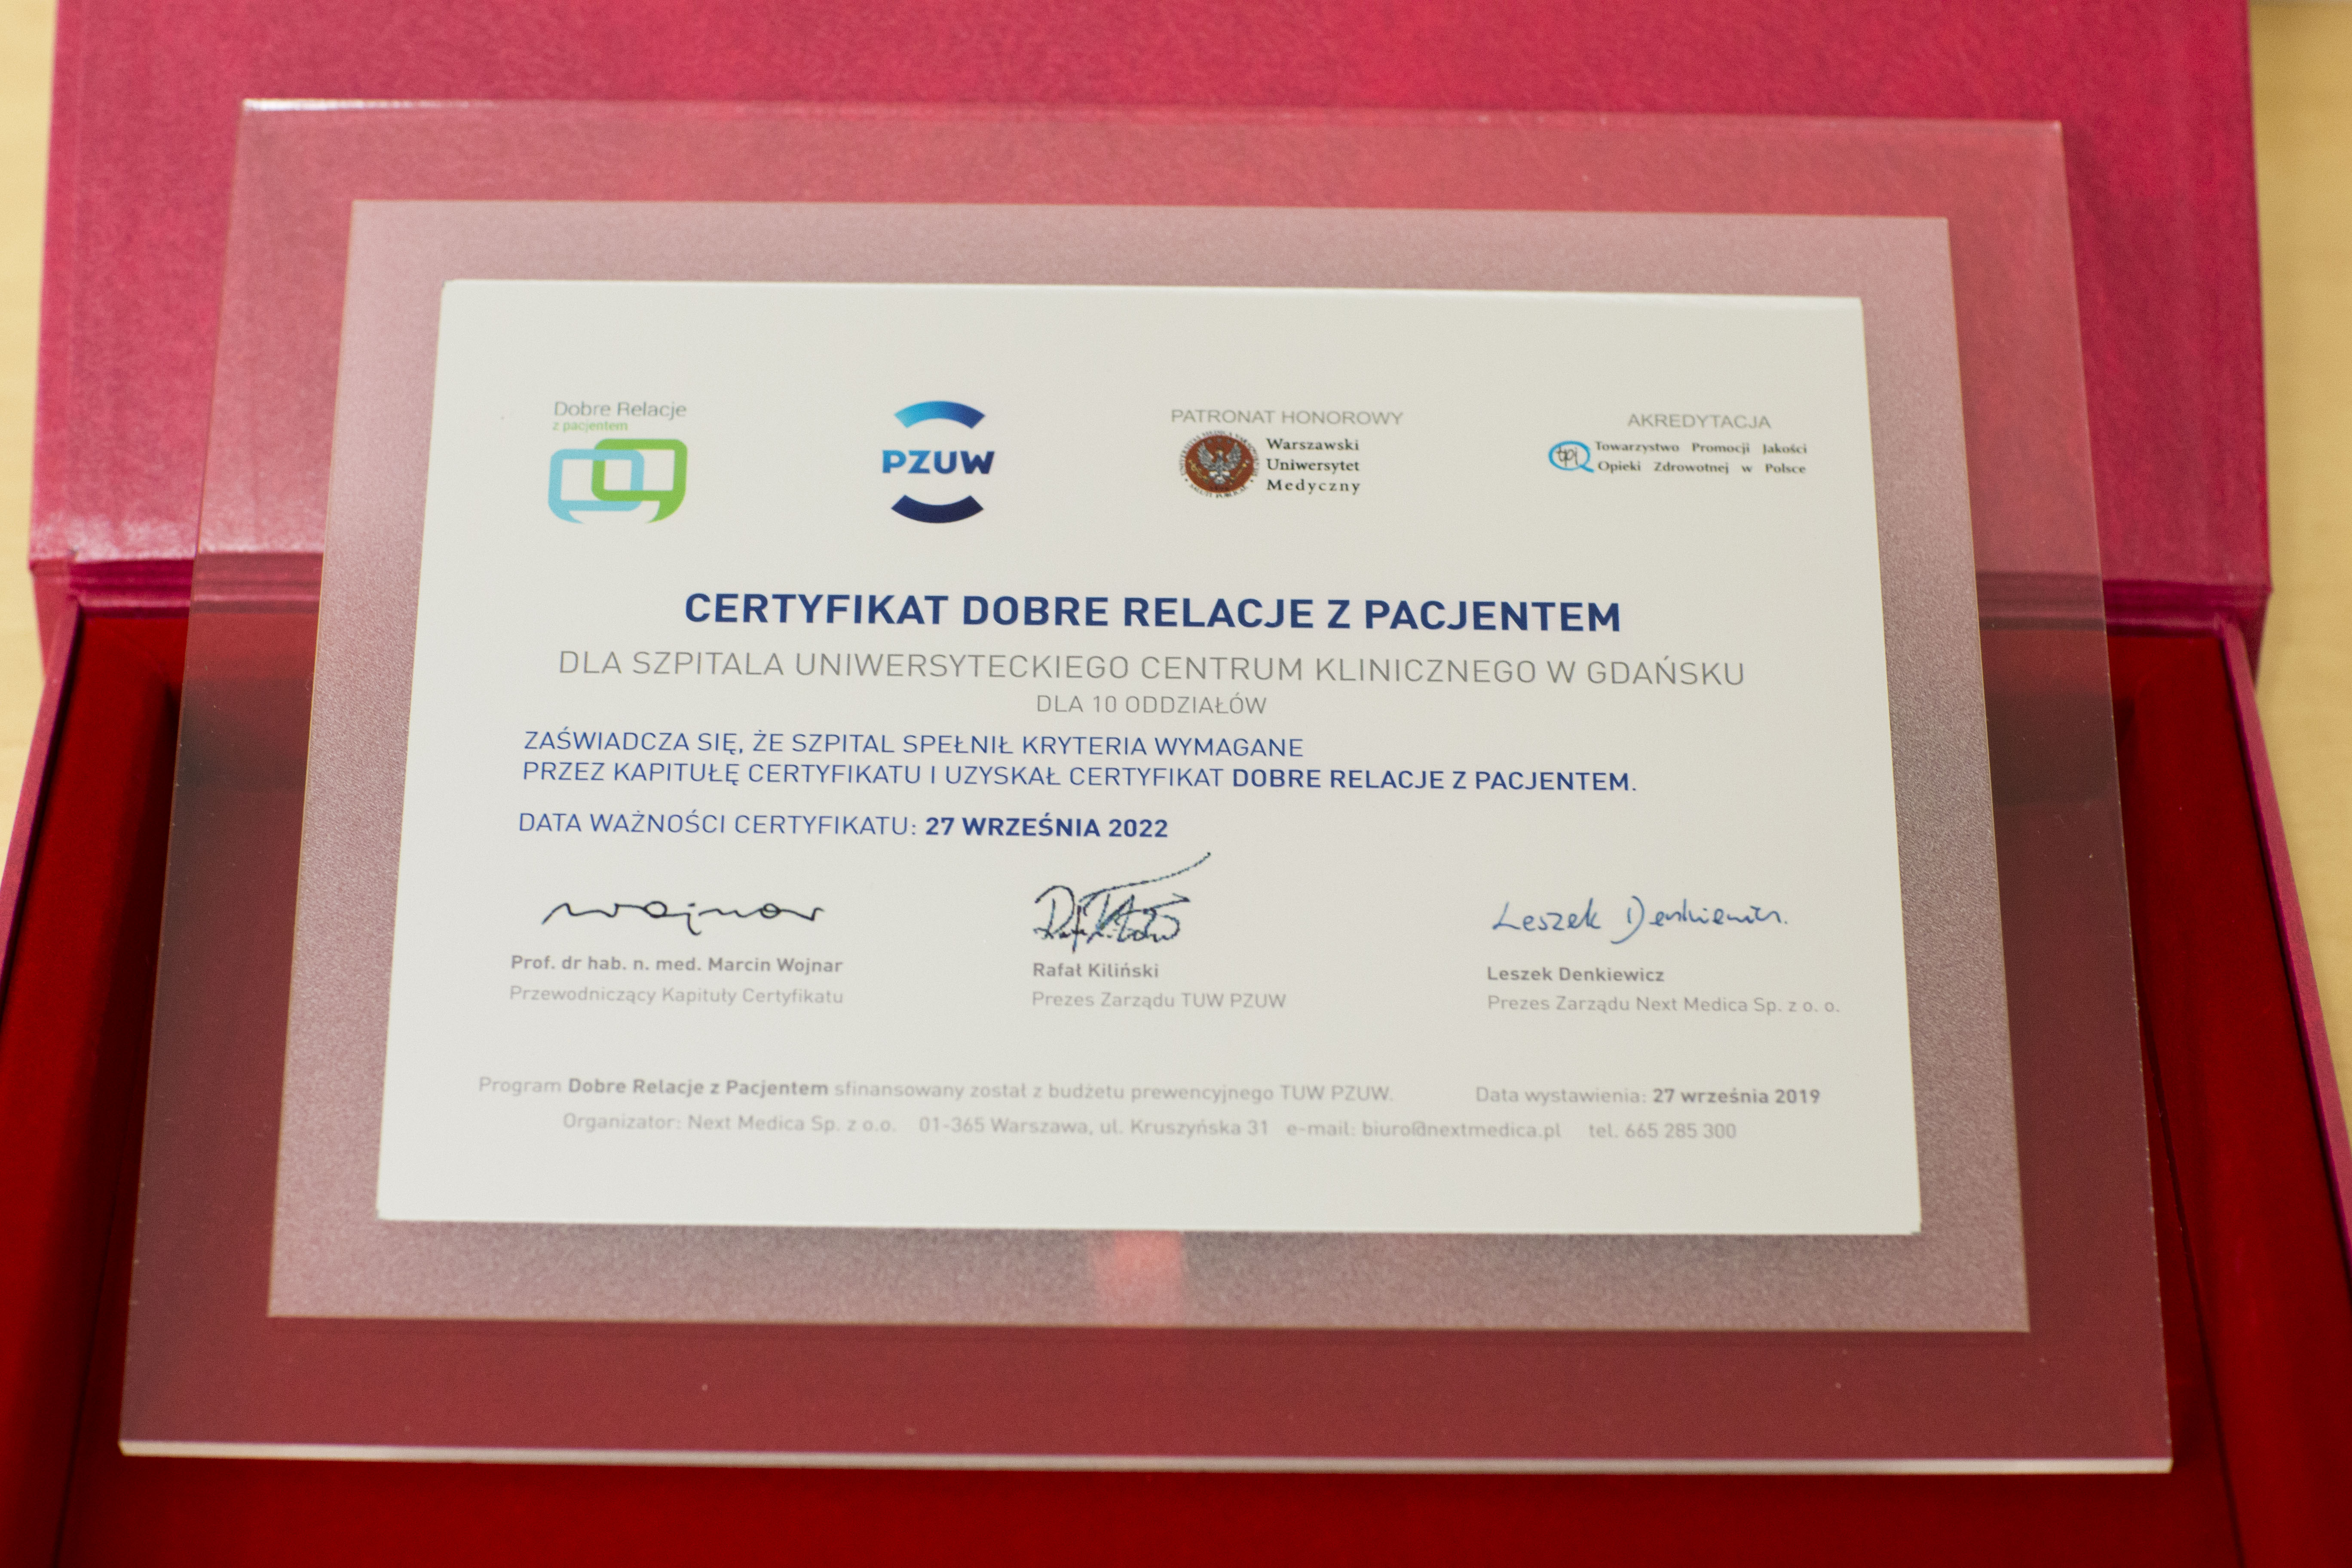 Dobre Relacje
z pacjentem
PZUW
PATRONAT HONOROWY
Warszawski
Uniwersytet
Medyczny
AKREDYTACJA
tpj
Towarzystwo Promocji Jakości
Opieki Zdrowotnej w Polsce
CERTYFIKAT DOBRE RELACJE Z PACJENTEM
DLA SZPITALA UNIWERSYTECKIEGO CENTRUM KLINICZNEGO W GDAŃSKU
DLA 10 ODDZIAŁÓW
ZAŚWIADCZA SIĘ, ŻE SZPITAL SPEŁNIŁ KRYTERIA WYMAGANE
PRZEZ KAPITUŁĘ CERTYFIKATU I UZYSKAŁ CERTYFIKAT DOBRE RELACJE Z PACJENTEM.
DATA WAŻNOŚCI CERTYFIKATU: 27 WRZEŚNIA 2022
Wojnar
Leszek Denkiewicz
Prof. dr hab. n. med. Marcin Wojnar
Przewodniczący Kapituły Certyfikatu
Rafał Kiliński
Prezes Zarządu TUW PZUW
Leszek Denkiewicz
Prezes Zarządu Next Medica Sp. z o. o.
Program Dobre Relacje z Pacjentem sfinansowany został z budżetu prewencyjnego TUW PZUW. Data wystawienia: 27 września 2019
Organizator: Next Medica Sp. z o.o. 01-365 Warszawa, ul. Kruszyńska 31 e-mail: biuro@nextmedica.pl tel. 665 285 300